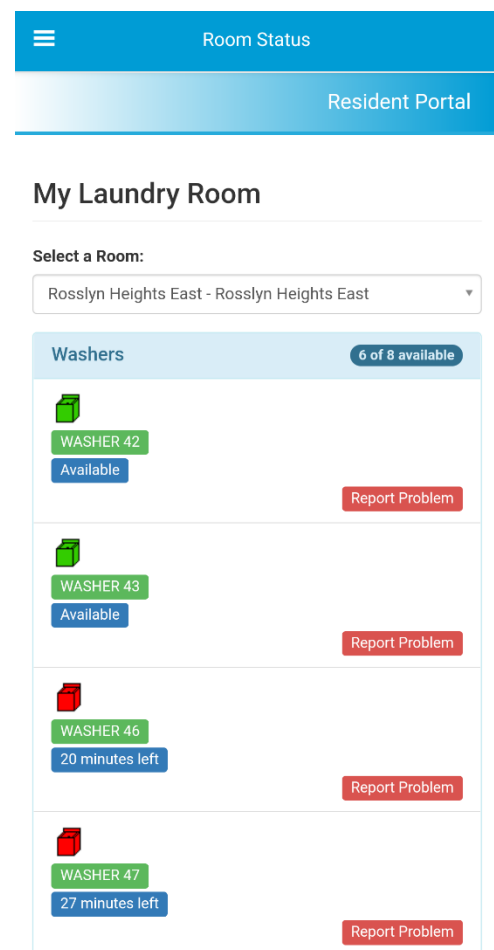 Room Status
Resident Portal
My Laundry Room
Select a Room:
Rosslyn Heights East - Rosslyn Heights East
Washers
6 of 8 available
WASHER 42
Available
Report Problem
WASHER 43
Available
Report Problem
WASHER 46
20 minutes left
Report Problem
WASHER 47
27 minutes left
Report Problem